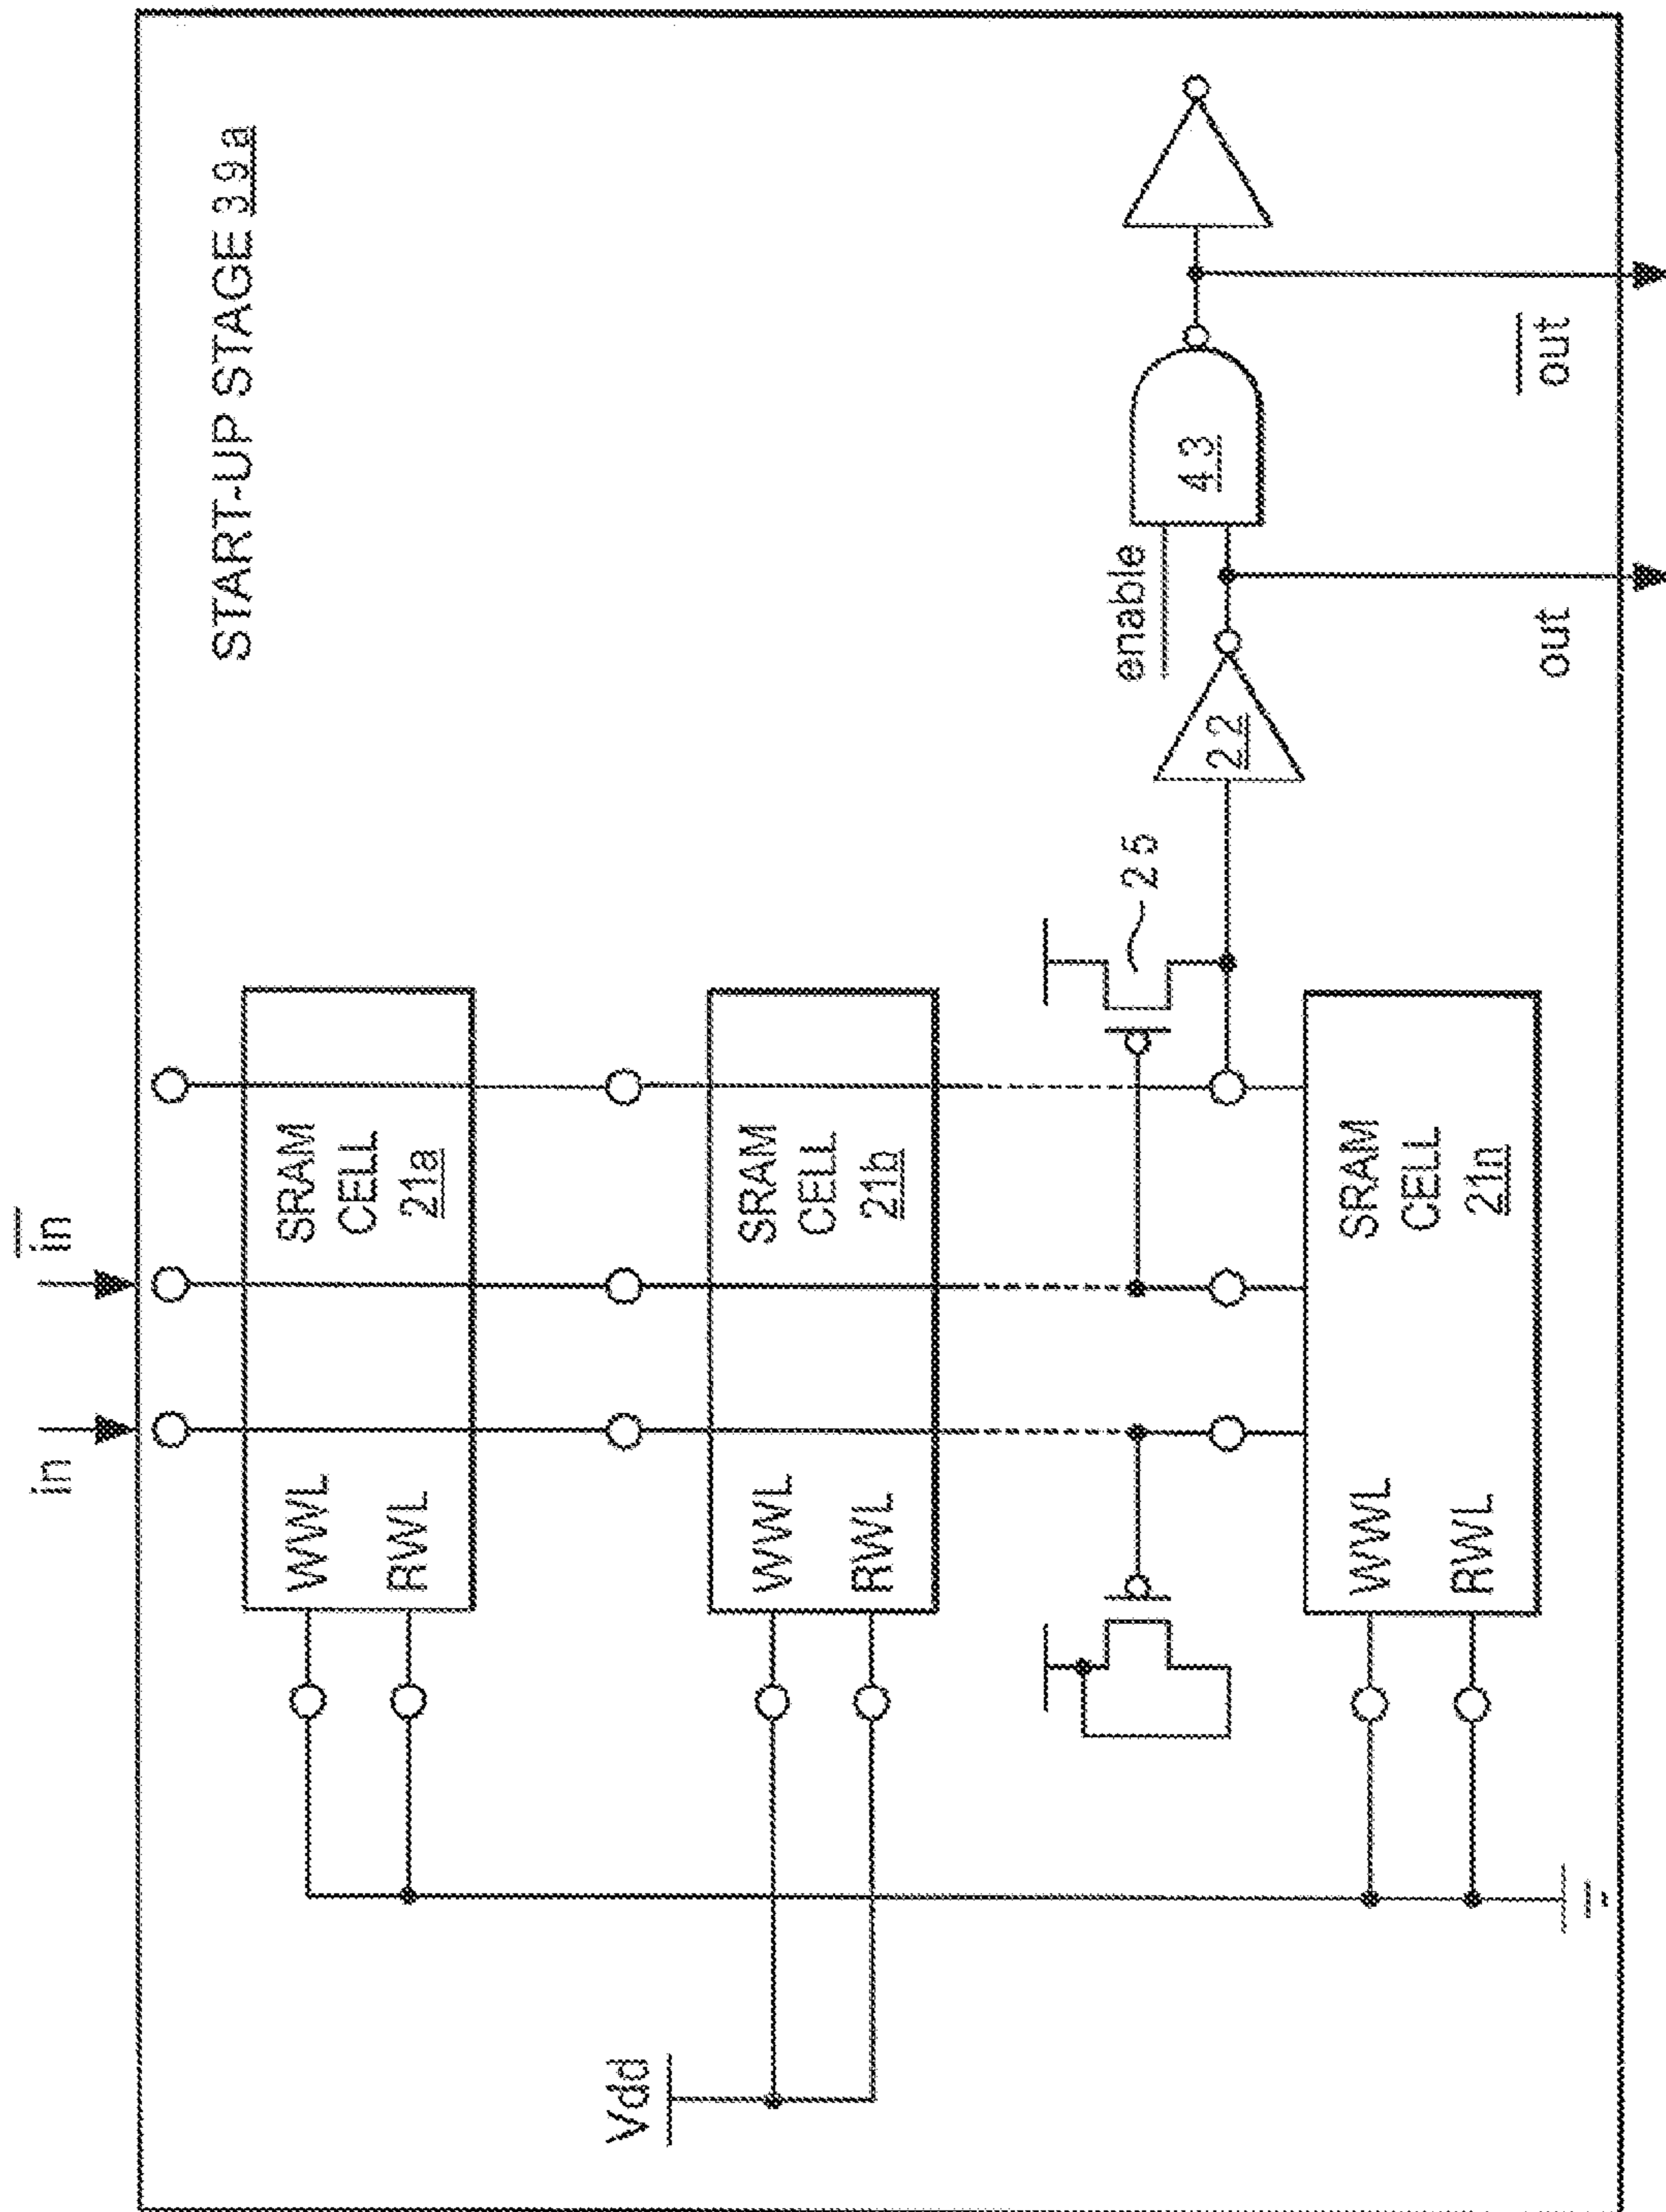 START-UP STAGE 39a
in
in
WWL
RWL
SRAM
CELL
21a
Vdd
WWL
RWL
SRAM
CELL
21b
25
22
enable
43
WWL
RWL
SRAM
CELL
21n
out
out